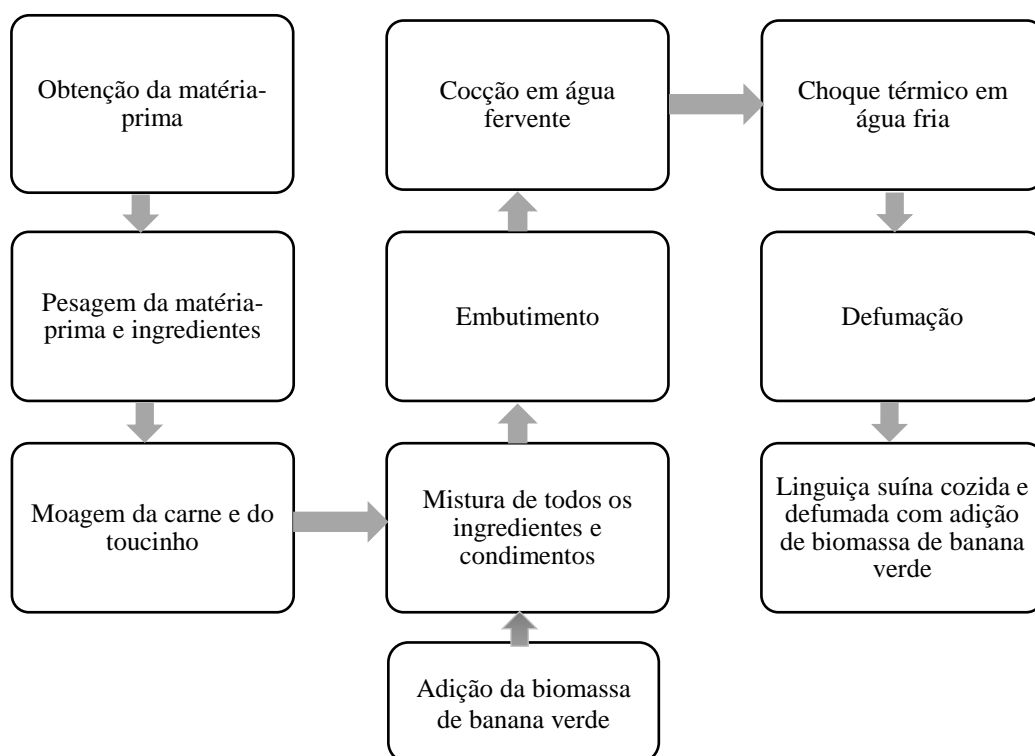 Obtenção da matéria-
prima
Pesagem da matéria-
prima e ingredientes
Moagem da carne e do
toucinho
Mistura de todos os
ingredientes e
condimentos
Adição da biomassa
de banana verde
Embutimento
Cocção em água
fervente
Choque térmico em
água fria
Defumação
Linguiça suína cozida e
defumada com adição
de biomassa de banana
verde